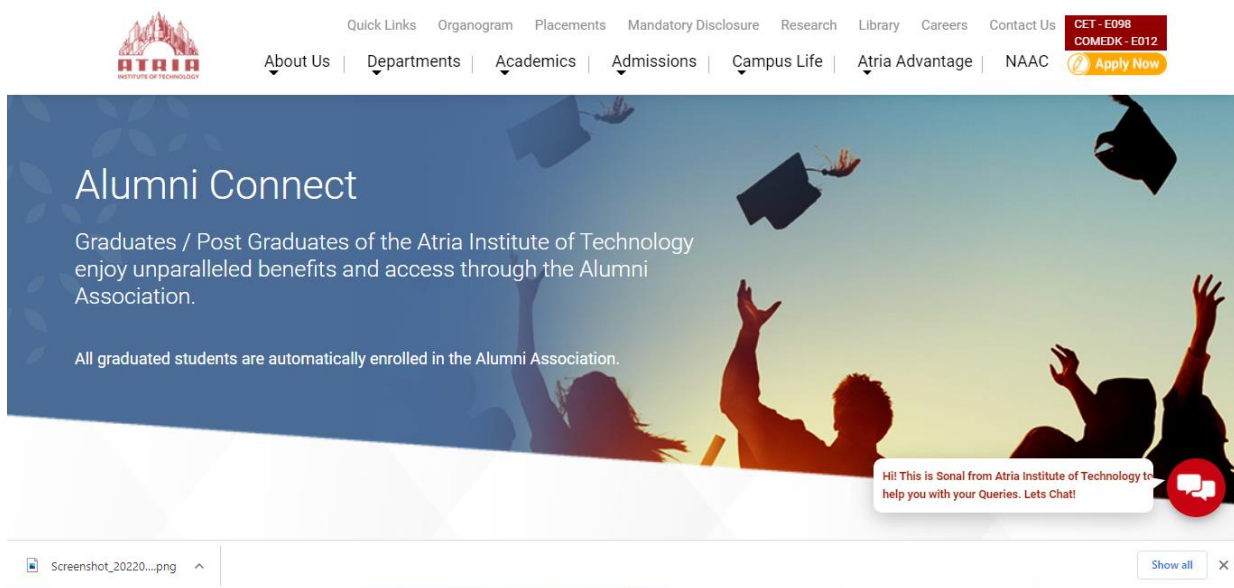 Quick Links Organogram Placements Mandatory Disclosure Research Library Careers Contact Us
CET - E098
COMEDK - E012
ATRIA
INSTITUTE OF TECHNOLOGY
About Us | Departments | Academics | Admissions | Campus Life | Atria Advantage | NAAC
Apply Now
Alumni Connect
Graduates / Post Graduates of the Atria Institute of Technology
enjoy unparalleled benefits and access through the Alumni
Association.
All graduated students are automatically enrolled in the Alumni Association.
Hi! This is Sonal from Atria Institute of Technology to
help you with your Queries. Lets Chat!
Screenshot_20220....png
Show all